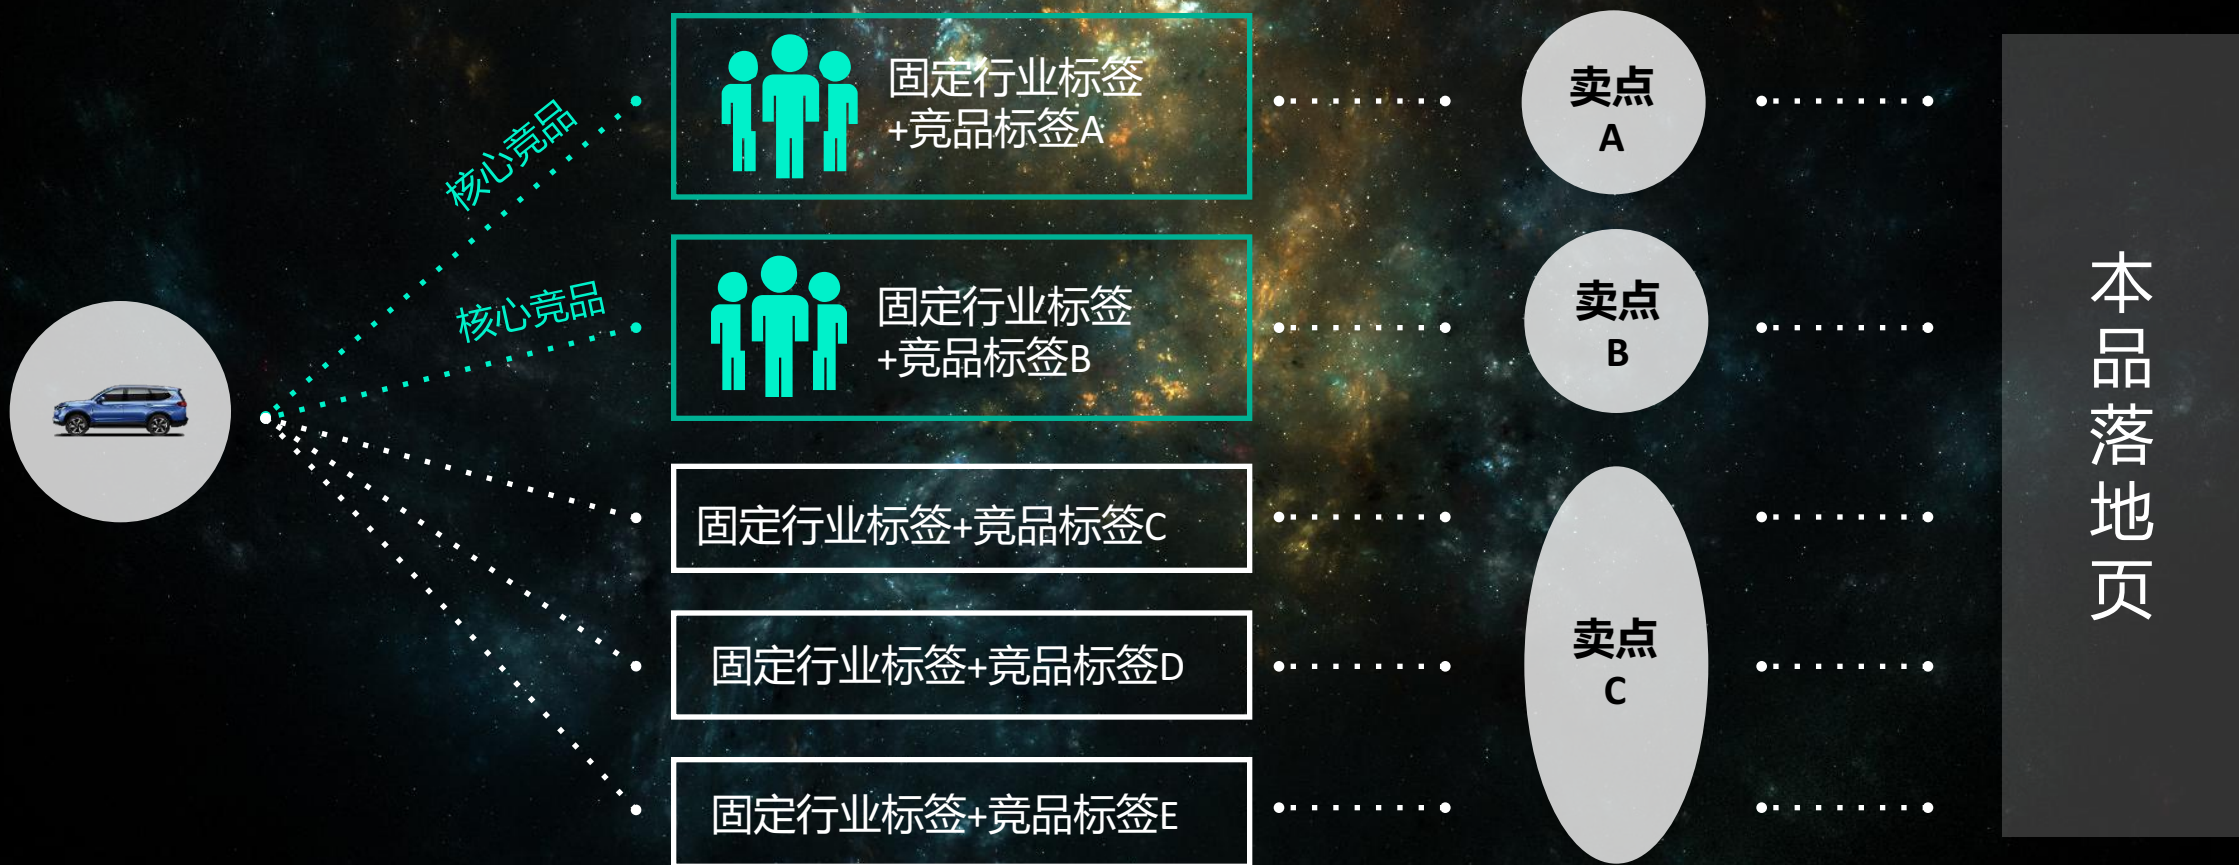 核心竞品
固定行业标签
+竞品标签A
卖点
A
核心竞品
固定行业标签
+竞品标签B
卖点
B
固定行业标签+竞品标签C
固定行业标签+竞品标签D
固定行业标签+竞品标签E
卖点
C
本品落地页